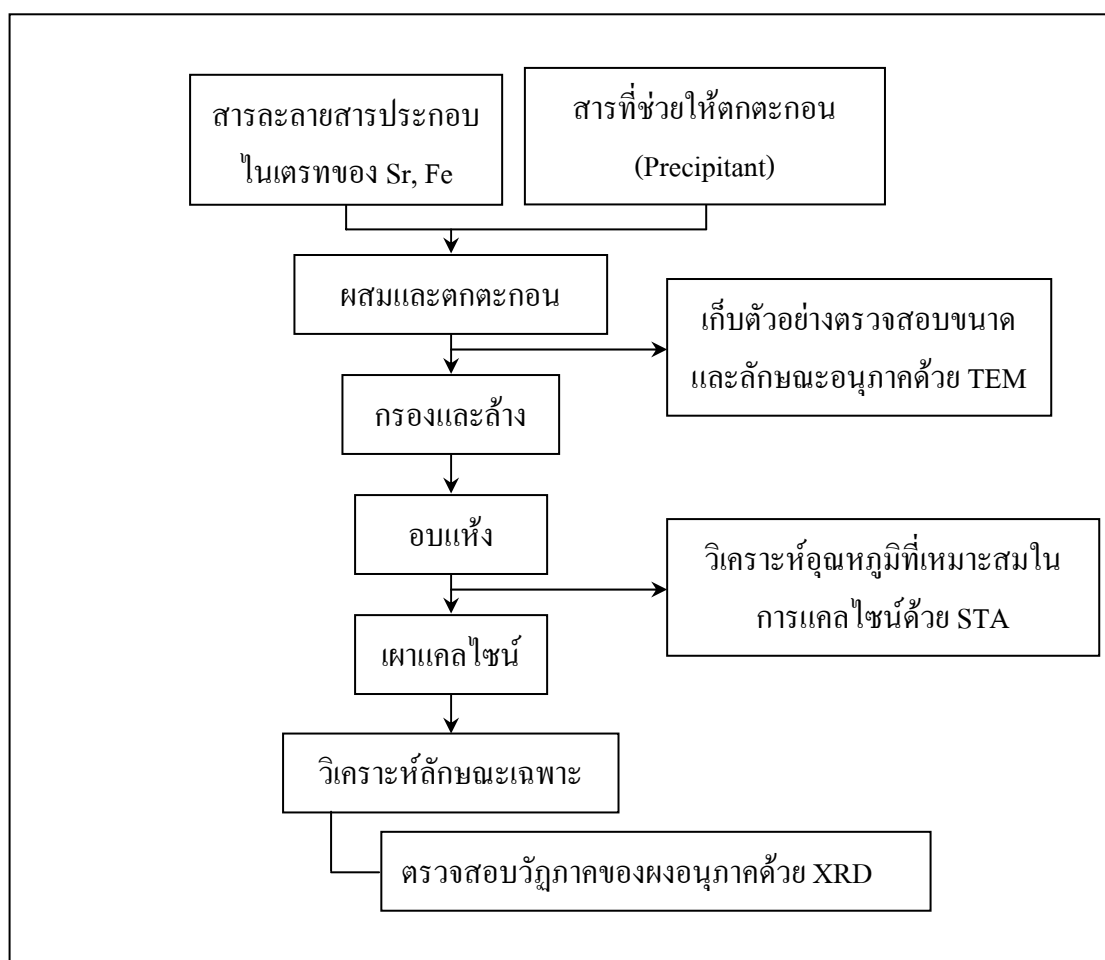 สารละลายสารประกอบ
ในเตรทของ Sr, Fe
สารที่ช่วยให้ตกตะกอน
(Precipitant)
ผสมและตกตะกอน
เก็บตัวอย่างตรวจสอบขนาด
และลักษณะอนุภาคด้วย TEM
กรองและล้าง
อบแห้ง
วิเคราะห์อุณหภูมิที่เหมาะสมใน
การแคลไซน์ด้วย STA
เผาแคลไซน์
วิเคราะห์ลักษณะเฉพาะ
ตรวจสอบวัฏภาคของผงอนุภาคด้วย XRD